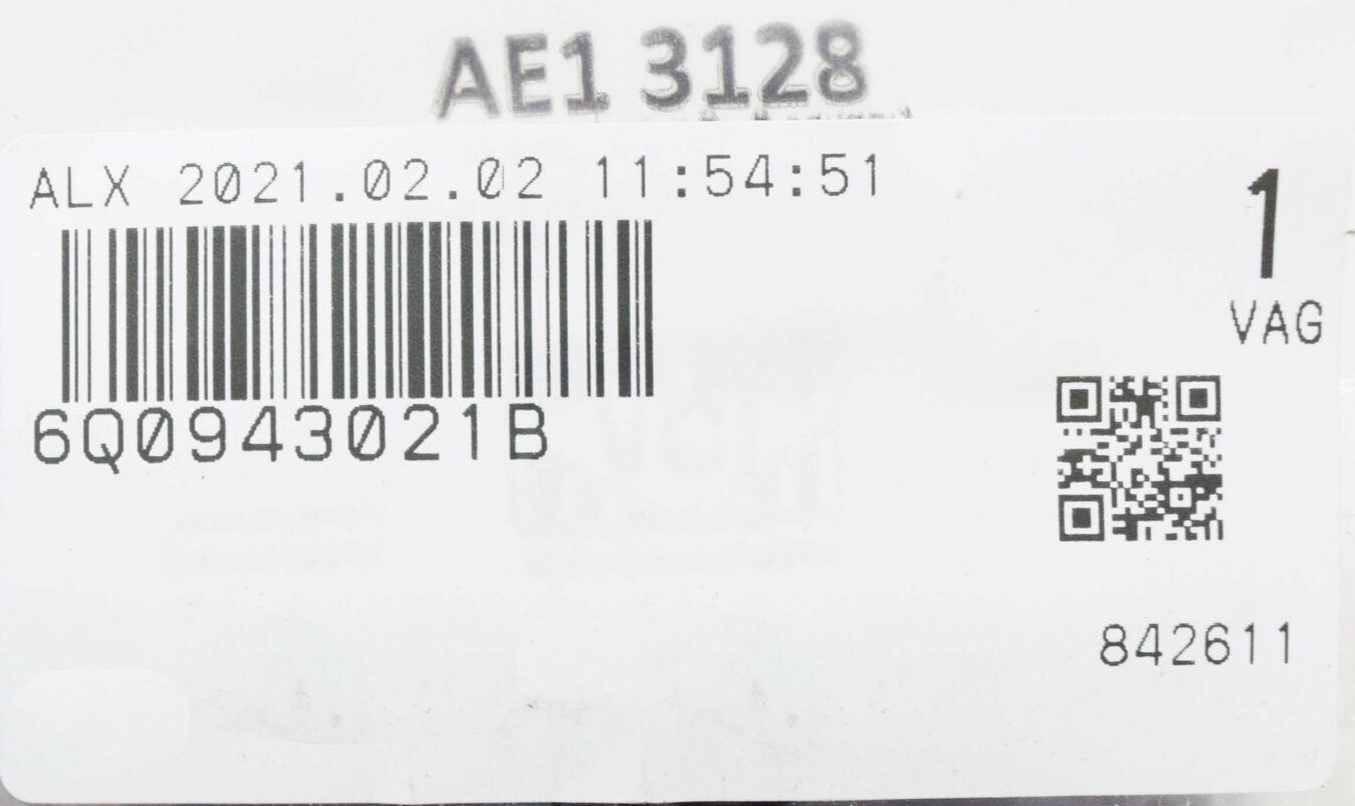 AE1 3128
ALX 2021.02.02 11:54:51
1
VAG
6Q0943021B
842611